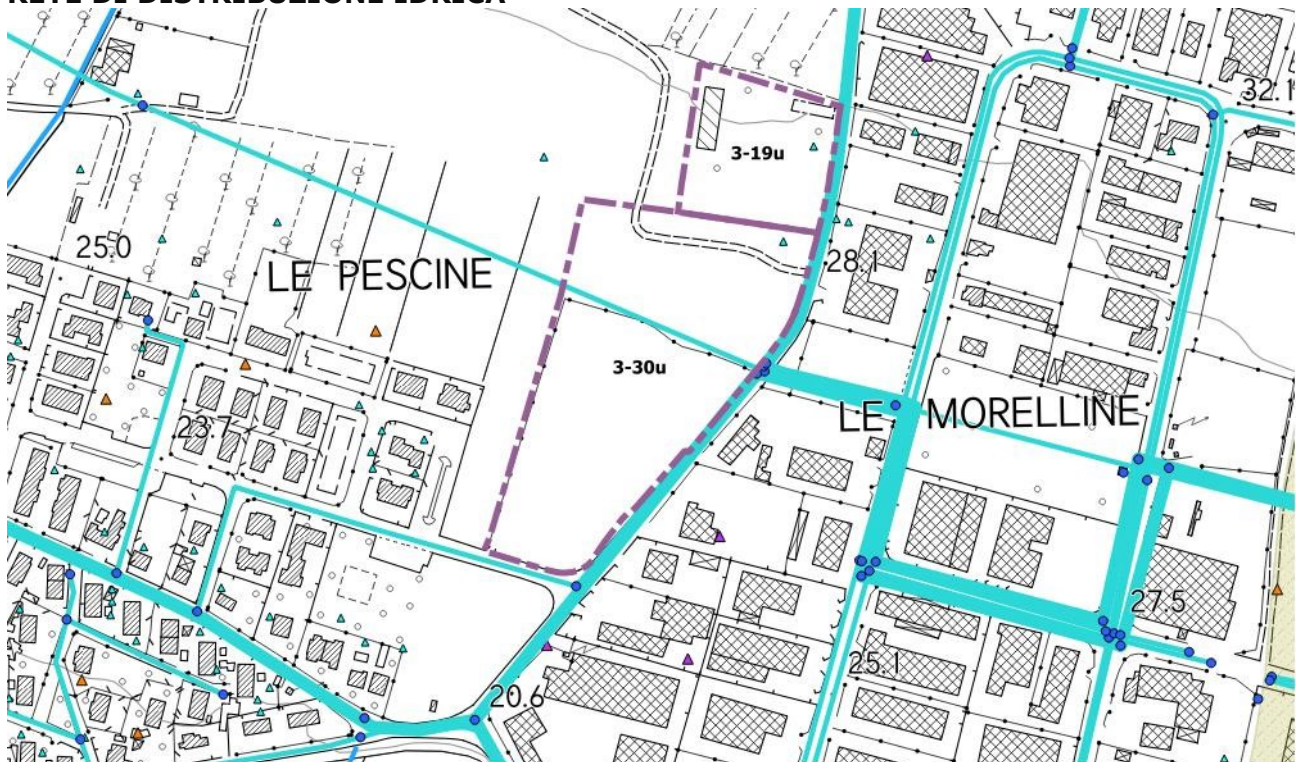 RETE DI DISTRIBUZIONE IDRICA
32.1
3-19u
25.0
LE PESCINE
28.1
3-30u
23.7
LE MORELLINE
27.5
25.1
20.6